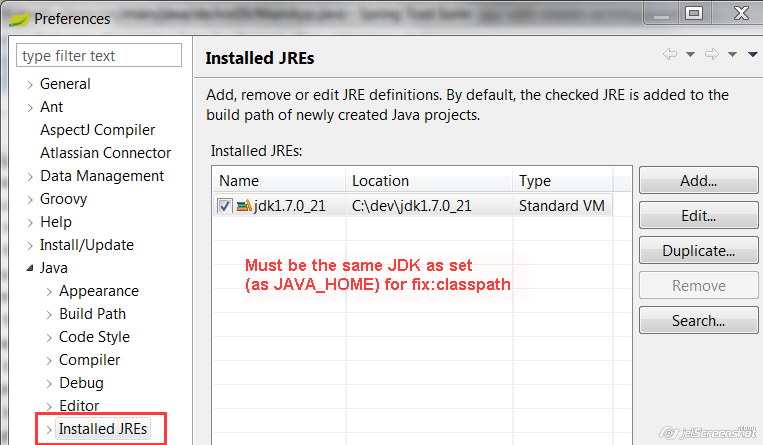 Preferences
type filter text
General
Ant
AspectJ Compiler
Atlassian Connector
Data Management
Groovy
Help
Install/Update
Java
Appearance
Build Path
Code Style
Compiler
Debug
Editor
Installed JREs
Installed JREs
Add, remove or edit JRE definitions. By default, the checked JRE is added to the
build path of newly created Java projects.
Installed JREs:
Name Location Type
jdk1.7.0_21 C:\dev\jdk1.7.0_21 Standard VM
Must be the same JDK as set
(as JAVA_HOME) for fix:classpath
Add...
Edit...
Duplicate...
Remove
Search...
jetScreenshot